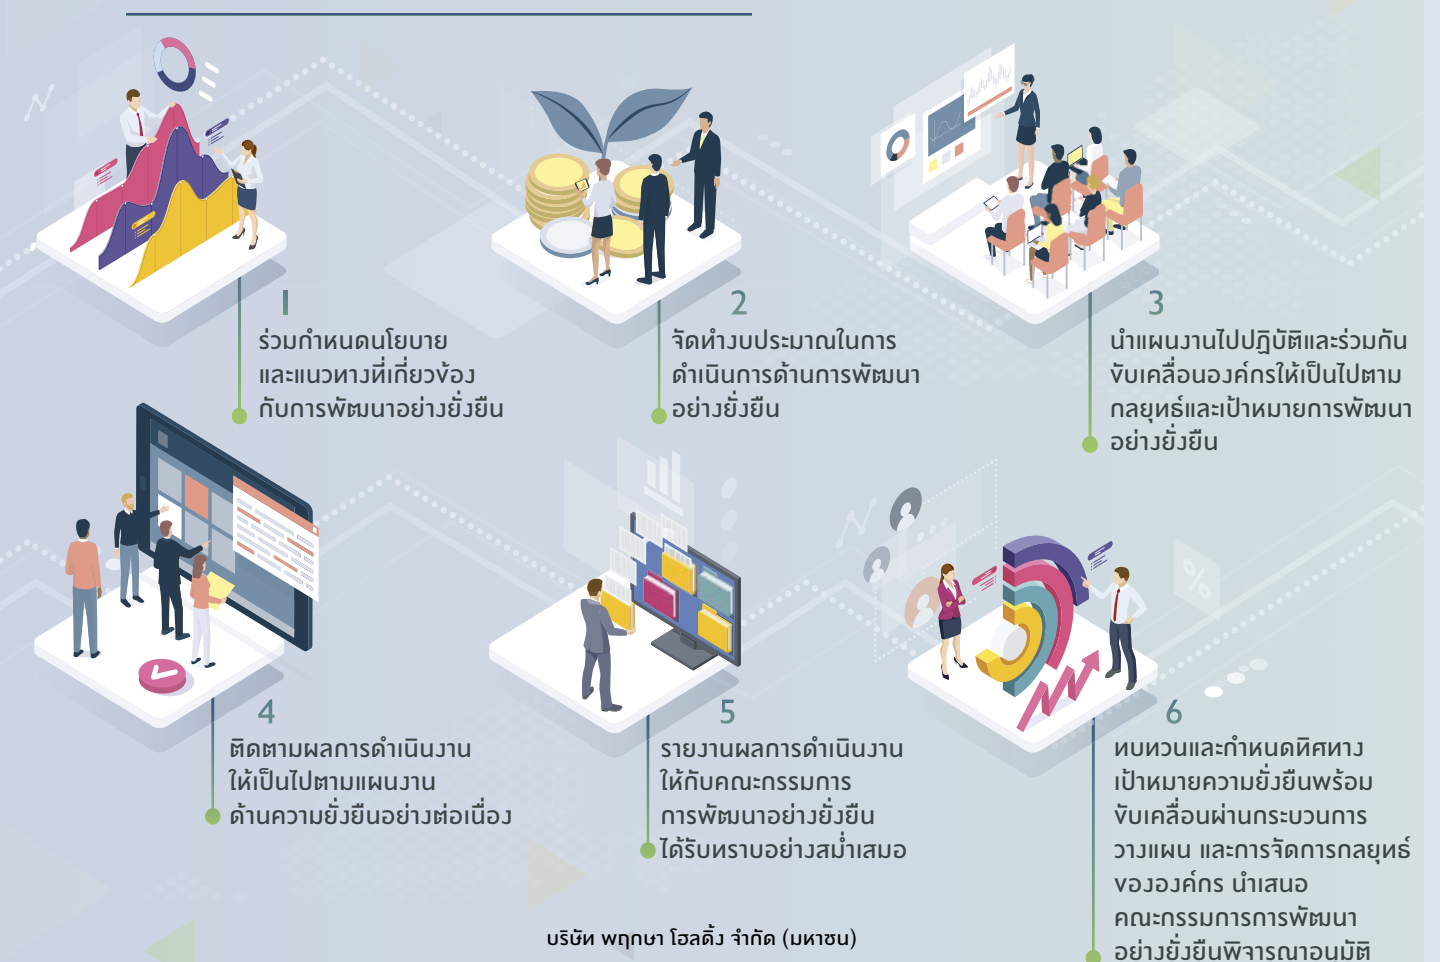 1
ร่วมกำหนดนโยบาย
และแนวทางที่เกี่ยวข้อง
กับการพัฒนาอย่างยั่งยืน
2
จัดทำงบประมาณในการ
ดำเนินการด้านการพัฒนา
อย่างยั่งยืน
3
นำแผนงานไปปฏิบัติและร่วมกัน
ขับเคลื่อนองค์กรให้เป็นไปตาม
กลยุทธ์และเป้าหมายการพัฒนา
อย่างยั่งยืน
4
ติดตามผลการดำเนินงาน
ให้เป็นไปตามแผนงาน
ด้านความยั่งยืนอย่างต่อเนื่อง
5
รายงานผลการดำเนินงาน
ให้กับคณะกรรมการ
การพัฒนาอย่างยั่งยืน
ได้รับทราบอย่างสม่ำเสมอ
6
ทบทวนและกำหนดทิศทาง
เป้าหมายความยั่งยืนพร้อม
ขับเคลื่อนผ่านกระบวนการ
วางแผน และการจัดการกลยุทธ์
ขององค์กร นำเสนอ
คณะกรรมการการพัฒนา
อย่างยั่งยืนพิจารณาอนุมัติ
%
บริษัท พฤกษา โฮลดิ้ง จำกัด (มหาชน)